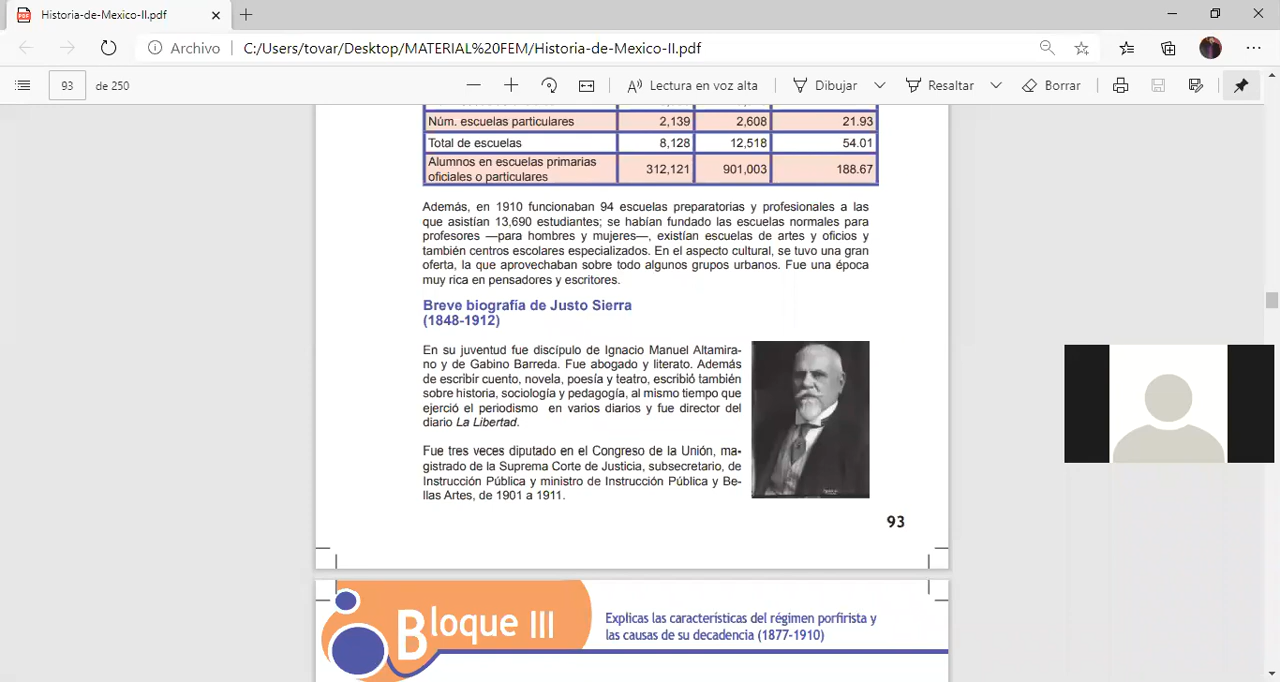 Historia-de-Mexico-II.pdf
Archivo C:/Users/tovar/Desktop/MATERIAL%20FEM/Historia-de-Mexico-II.pdf
93 de 250 Lectura en voz alta Dibujar Resaltar Borrar
Núm. escuelas particulares 2,139 2,608 21.93
Total de escuelas 8,128 12,518 54.01
Alumnos en escuelas primarias
oficiales o particulares 312,121 901,003 188.67
Además, en 1910 funcionaban 94 escuelas preparatorias y profesionales a las
que asistían 13,690 estudiantes; se habían fundado las escuelas normales para
profesores —para hombres y mujeres—, existían escuelas de artes y oficios y
también centros escolares especializados. En el aspecto cultural, se tuvo una gran
oferta, la que aprovechaban sobre todo algunos grupos urbanos. Fue una época
muy rica en pensadores y escritores.
Breve biografía de Justo Sierra
(1848-1912)
En su juventud fue discípulo de Ignacio Manuel Altamira-
no y de Gabino Barreda. Fue abogado y literato. Además
de escribir cuento, novela, poesía y teatro, escribió también
sobre historia, sociología y pedagogía, al mismo tiempo que
ejerció el periodismo en varios diarios y fue director del
diario La Libertad.
Fue tres veces diputado en el Congreso de la Unión, ma-
gistrado de la Suprema Corte de Justicia, subsecretario, de
Instrucción Pública y ministro de Instrucción Pública y Be-
llas Artes, de 1901 a 1911.
93
Bloque III
Explicas las características del régimen porfirista y
las causas de su decadencia (1877-1910)